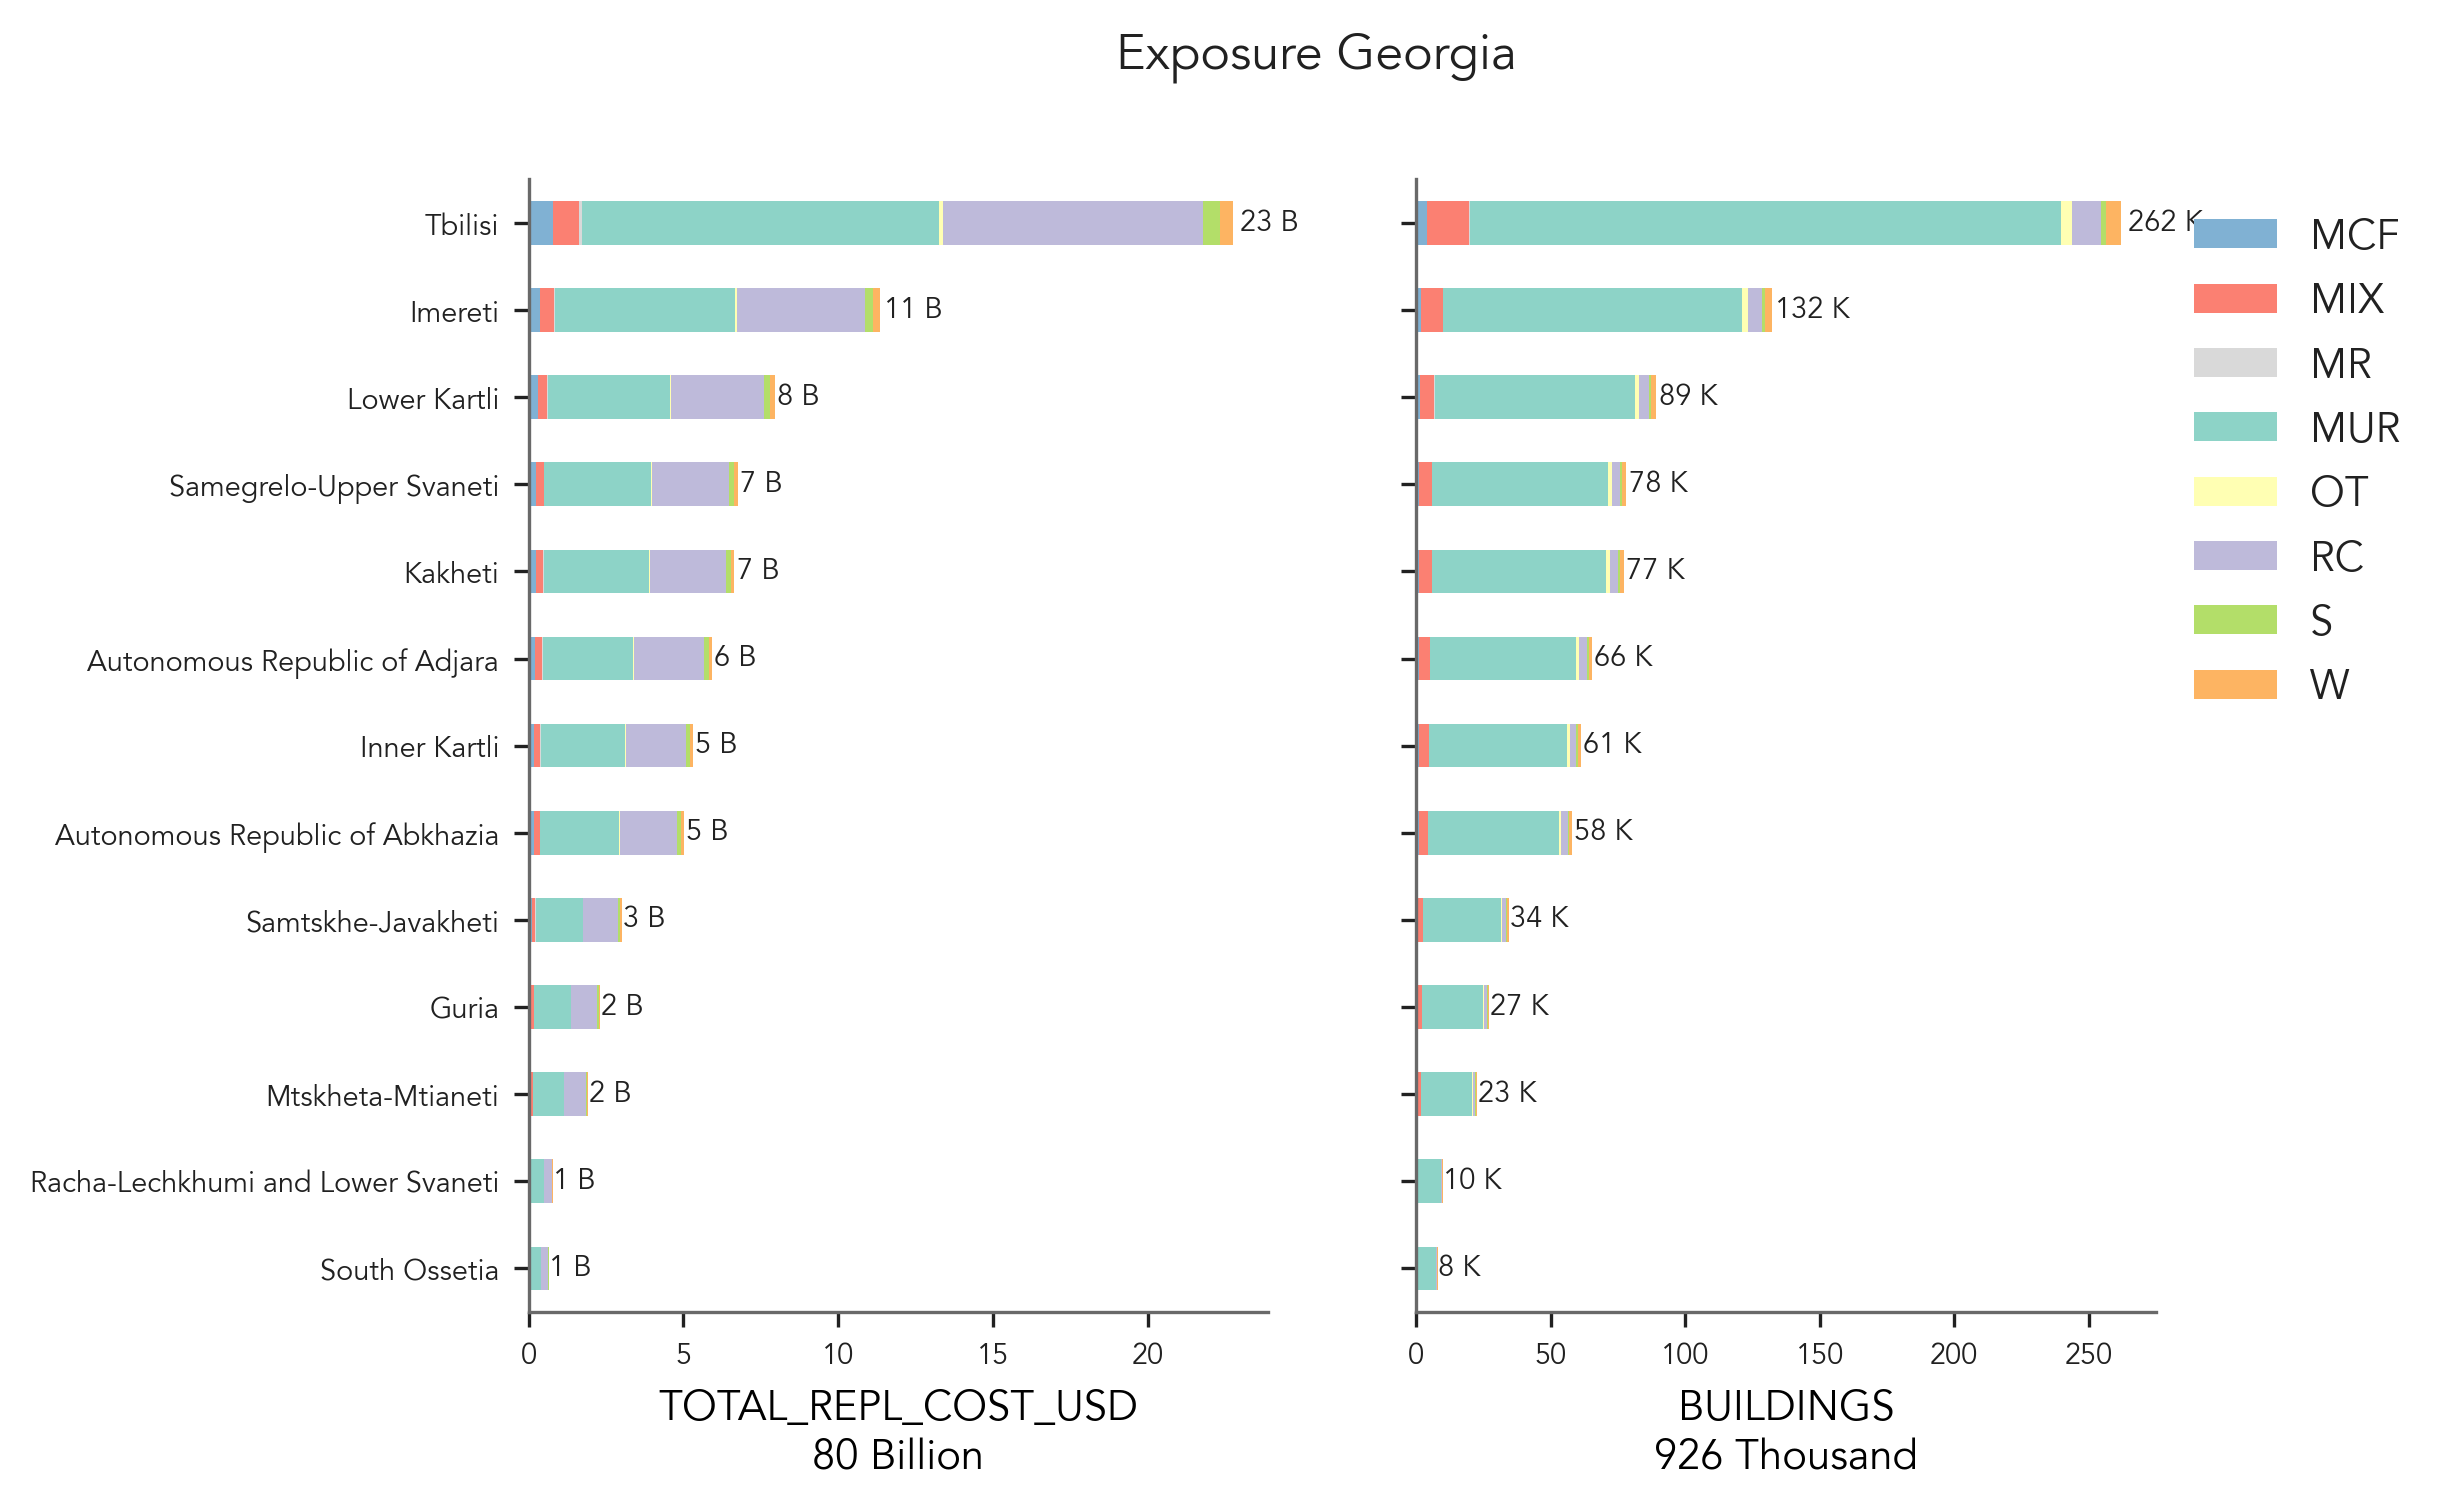 Exposure Georgia
Tbilisi
Imereti
Lower Kartli
Samegrelo-Upper Svaneti
Kakheti
Autonomous Republic of Adjara
Inner Kartli
Autonomous Republic of Abkhazia
Samtskhe-Javakheti
Guria
Mtskheta-Mtianeti
Racha-Lechkhumi and Lower Svaneti
South Ossetia
23 B
11 B
8 B
7 B
7 B
6 B
5 B
5 B
3 B
2 B
2 B
1 B
1 B
0 5 10 15 20
TOTAL_REPL_COST_USD
80 Billion
262 K
132 K
89 K
78 K
77 K
66 K
61 K
58 K
34 K
27 K
23 K
10 K
8 K
0 50 100 150 200 250
BUILDINGS
926 Thousand
MCF
MIX
MR
MUR
OT
RC
S
W